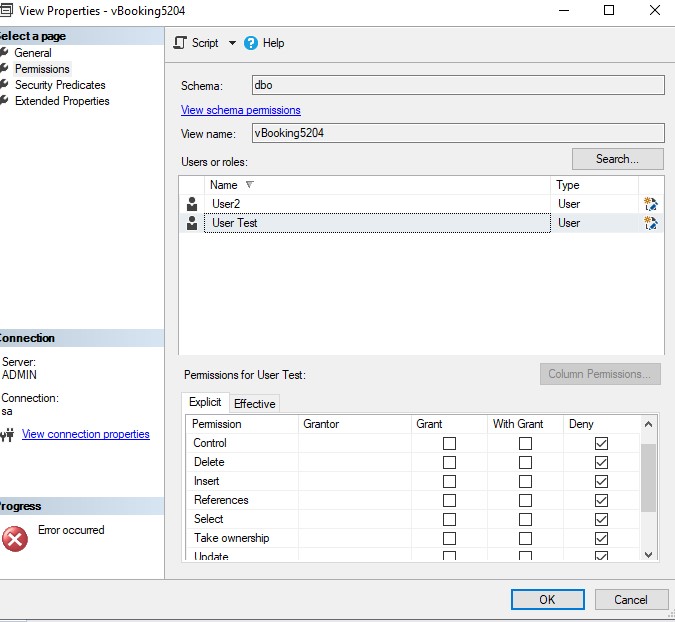 View Properties - vBooking5204
elect a page
General
Permissions
Security Predicates
Extended Properties
Script
Help
Schema:
dbo
View schema permissions
View name:
vBooking5204
Users or roles:
Search...
Name
Type
User2
User
User Test
User
onnection
Server:
ADMIN
Connection:
sa
View connection properties
rogress
Error occurred
Permissions for User Test:
Column Permissions...
Explicit
Effective
Permission
Grantor
Grant
With Grant
Deny
Control
Delete
Insert
References
Select
Take ownership
Update
OK
Cancel